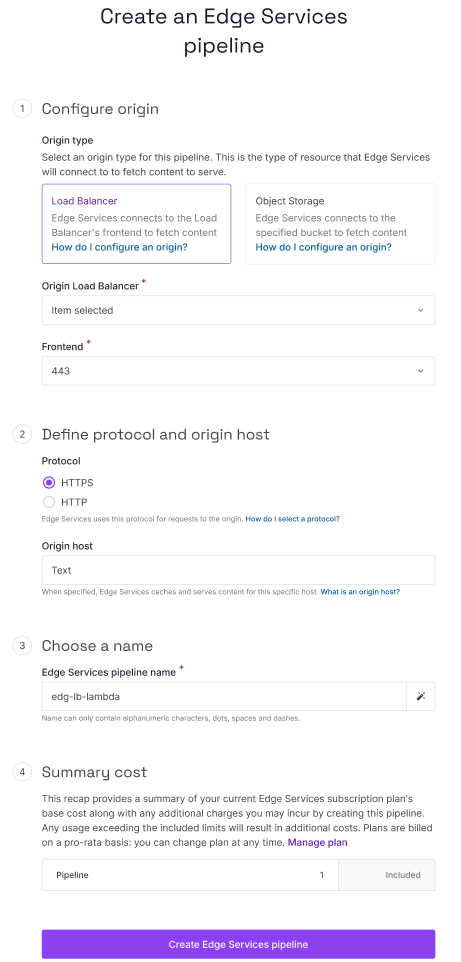 Create an Edge Services
pipeline
1 Configure origin
Origin type
Select an origin type for this pipeline. This is the type of resource that Edge Services
will connect to to fetch content to serve.
Load Balancer
Edge Services connects to the Load
Balancer's frontend to fetch content
How do I configure an origin?
Object Storage
Edge Services connects to the
specified bucket to fetch content
How do I configure an origin?
Origin Load Balancer *
Item selected
Frontend *
443
2 Define protocol and origin host
Protocol
HTTPS
HTTP
Edge Services uses this protocol for requests to the origin. How do I select a protocol?
Origin host
Text
When specified, Edge Services caches and serves content for this specific host What is an origin host?
3 Choose a name
Edge Services pipeline name *
edg-lb-lambda
Name can only contain alphanumeric characters, dots, spaces and dashes.
4 Summary cost
This recap provides a summary of your current Edge Services subscription plan's
base cost along with any additional charges you may incur by creating this pipeline.
Any usage exceeding the included limits will result in additional costs. Plans are billed
on a pro-rata basis: you can change plan at any time. Manage plan
Pipeline 1 Included
Create Edge Services pipeline